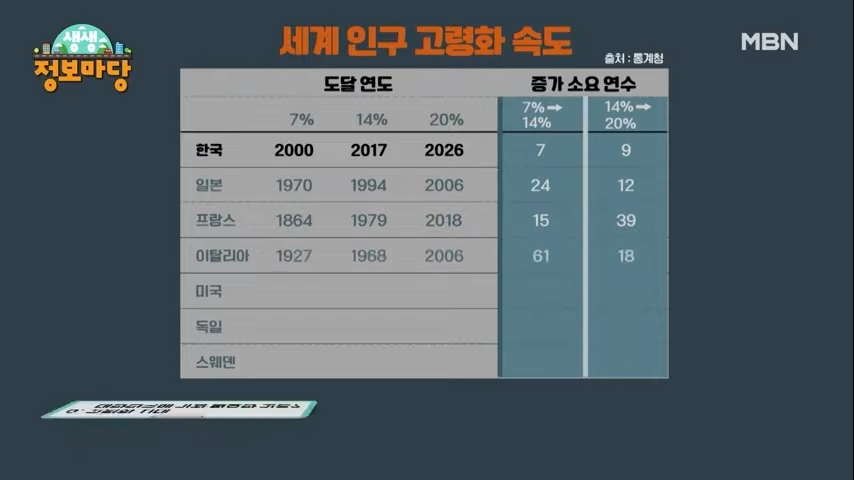 생생
정보마당
세계 인구 고령화 속도
MBN
출처 : 통계청
도달 연도 증가 소요 연수
7% 14% 20% 7%➡14% 14%➡20%
한국 2000 2017 2026 7 9
일본 1970 1994 2006 24 12
프랑스 1864 1979 2018 15 39
이탈리아 1927 1968 2006 61 18
미국
독일
스웨덴